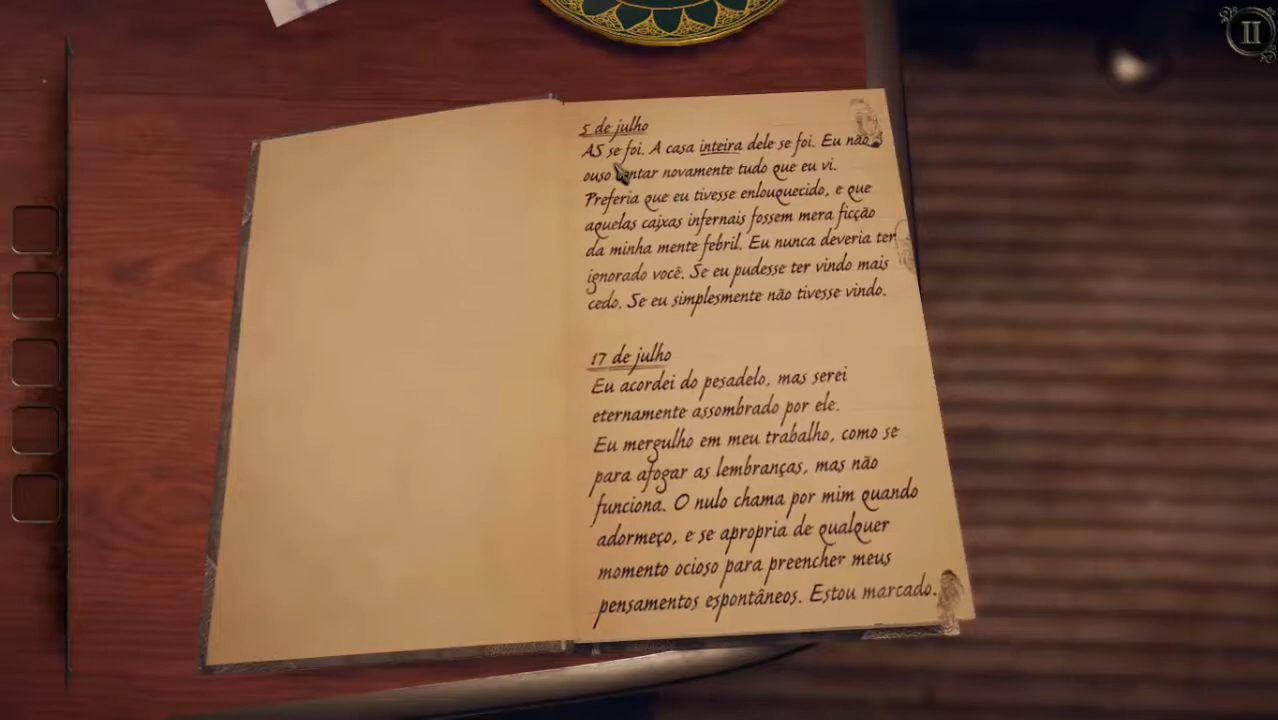 II
5 de julho
AS se foi. A casa inteira dele se foi. Eu não
ouso novamente tudo que eu vi.
Preferia que eu tivesse enlouquecido, e que
aquelas caixas infernais fossem mera ficção
da minha mente febril. Eu nunca deveria ter
ignorado você. Se eu pudesse ter vindo mais
cedo. Se eu simplesmente não tivesse vindo.
17 de julho
Eu acordei do pesadelo, mas serei
eternamente assombrado por ele.
Eu mergulho em meu trabalho, como se
para afogar as lembranças, mas não
funciona. O nulo chama por mim quando
adormeço, e se apropria de qualquer
momento ocioso para preencher meus
pensamentos espontâneos. Estou marcado.